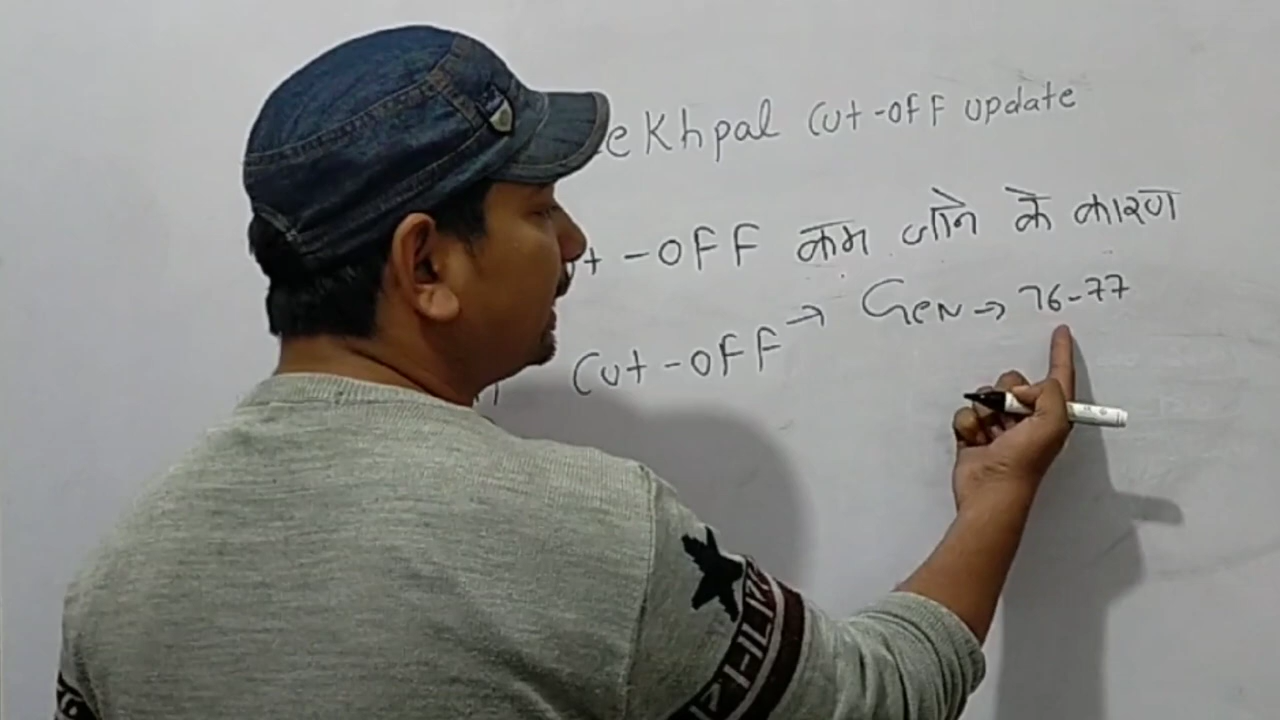 eKhpal Cut-OFF update
-OFF कम जाने के कारण
Cut-OFF → Gen → 76-77